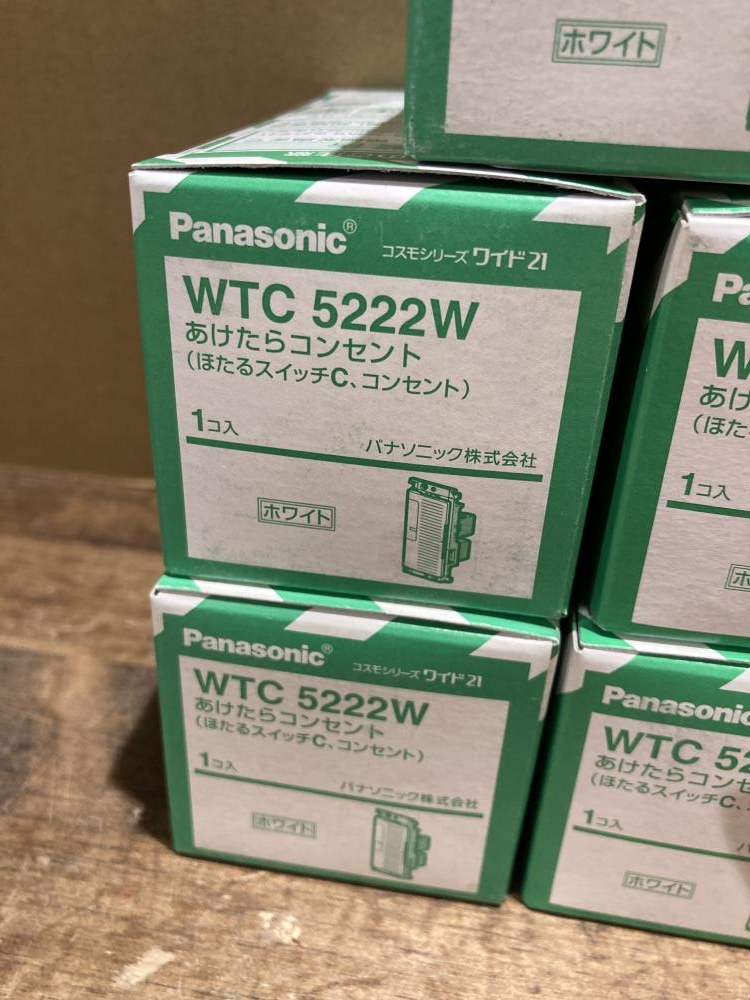 ホワイト
Panasonic®
コスモシリーズ ワイド21
WTC 5222W
あけたらコンセント
(ほたるスイッチC、コンセント)
1コ入
パナソニック株式会社
ホワイト
Pa
W
あけ
(ほた
1コ入
Panasonic®
コスモシリーズ ワイド21
WTC 5222W
あけたらコンセント
(ほたるスイッチC、コンセント)
1コ入
パナソニック株式会社
ホワイト
Panasonic
WTC 52
あけたらコンセ
(ほたるスイッチC、
1コ入
ホワイト